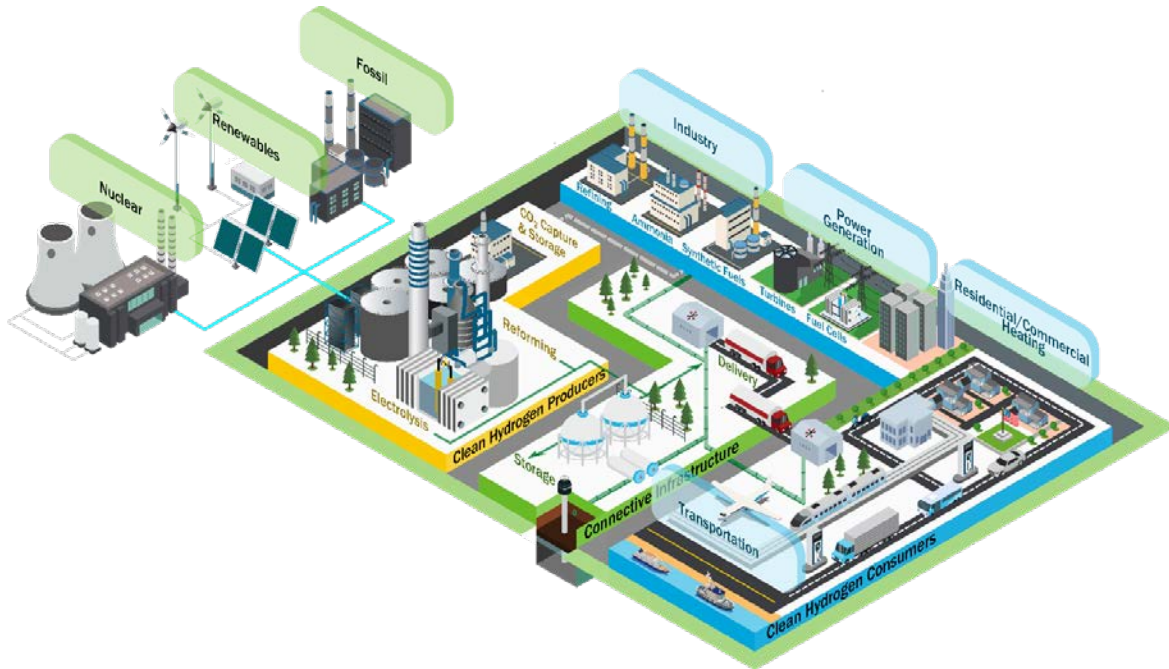 Fossil
Renewables
Nuclear
Industry
Power
Generation
Residential/Commercial
Heating
Refining
Ammonia
Synthetic Fuels
Turbines
Fuel Cells
CO₂ Capture
& Storage
Reforming
Electrolysis
Clean Hydrogen Producers
Delivery
Storage
Connective Infrastructure
Transportation
Clean Hydrogen Consumers